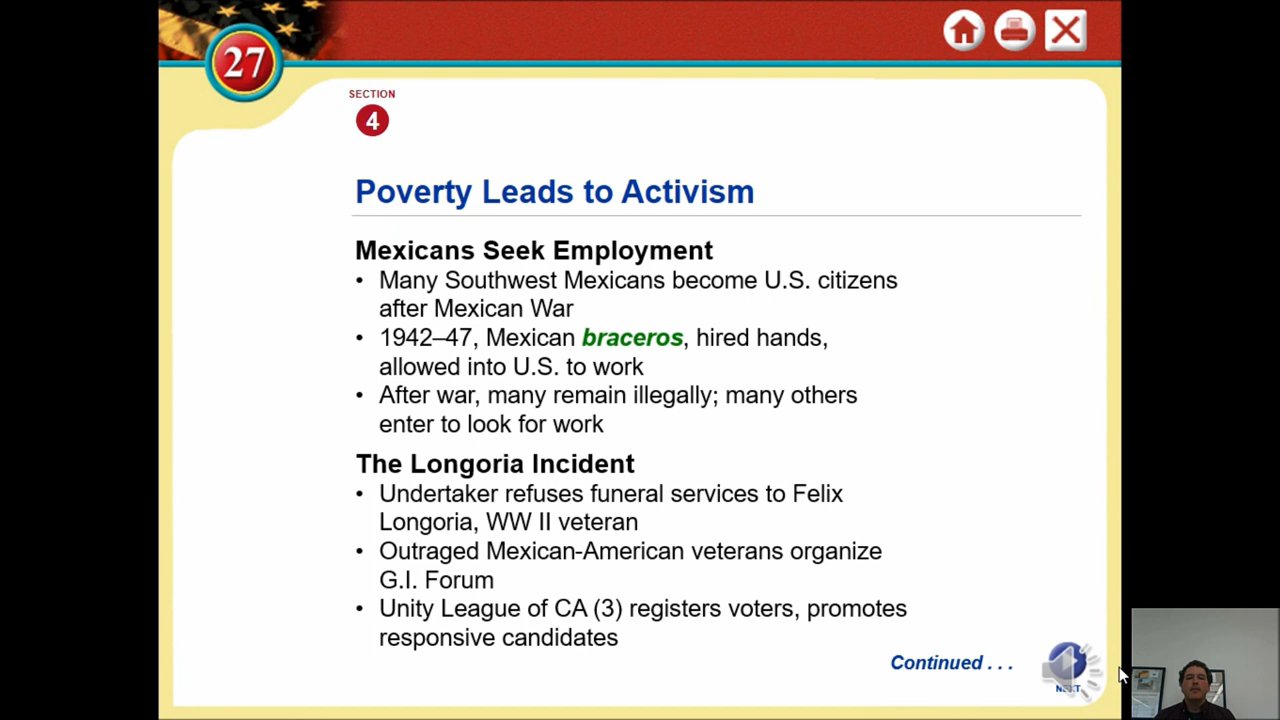 27
SECTION
4
Poverty Leads to Activism
Mexicans Seek Employment
• Many Southwest Mexicans become U.S. citizens
after Mexican War
• 1942–47, Mexican braceros, hired hands,
allowed into U.S. to work
• After war, many remain illegally; many others
enter to look for work
The Longoria Incident
• Undertaker refuses funeral services to Felix
Longoria, WW II veteran
• Outraged Mexican-American veterans organize
G.I. Forum
• Unity League of CA (3) registers voters, promotes
responsive candidates
Continued . . .
NEXT